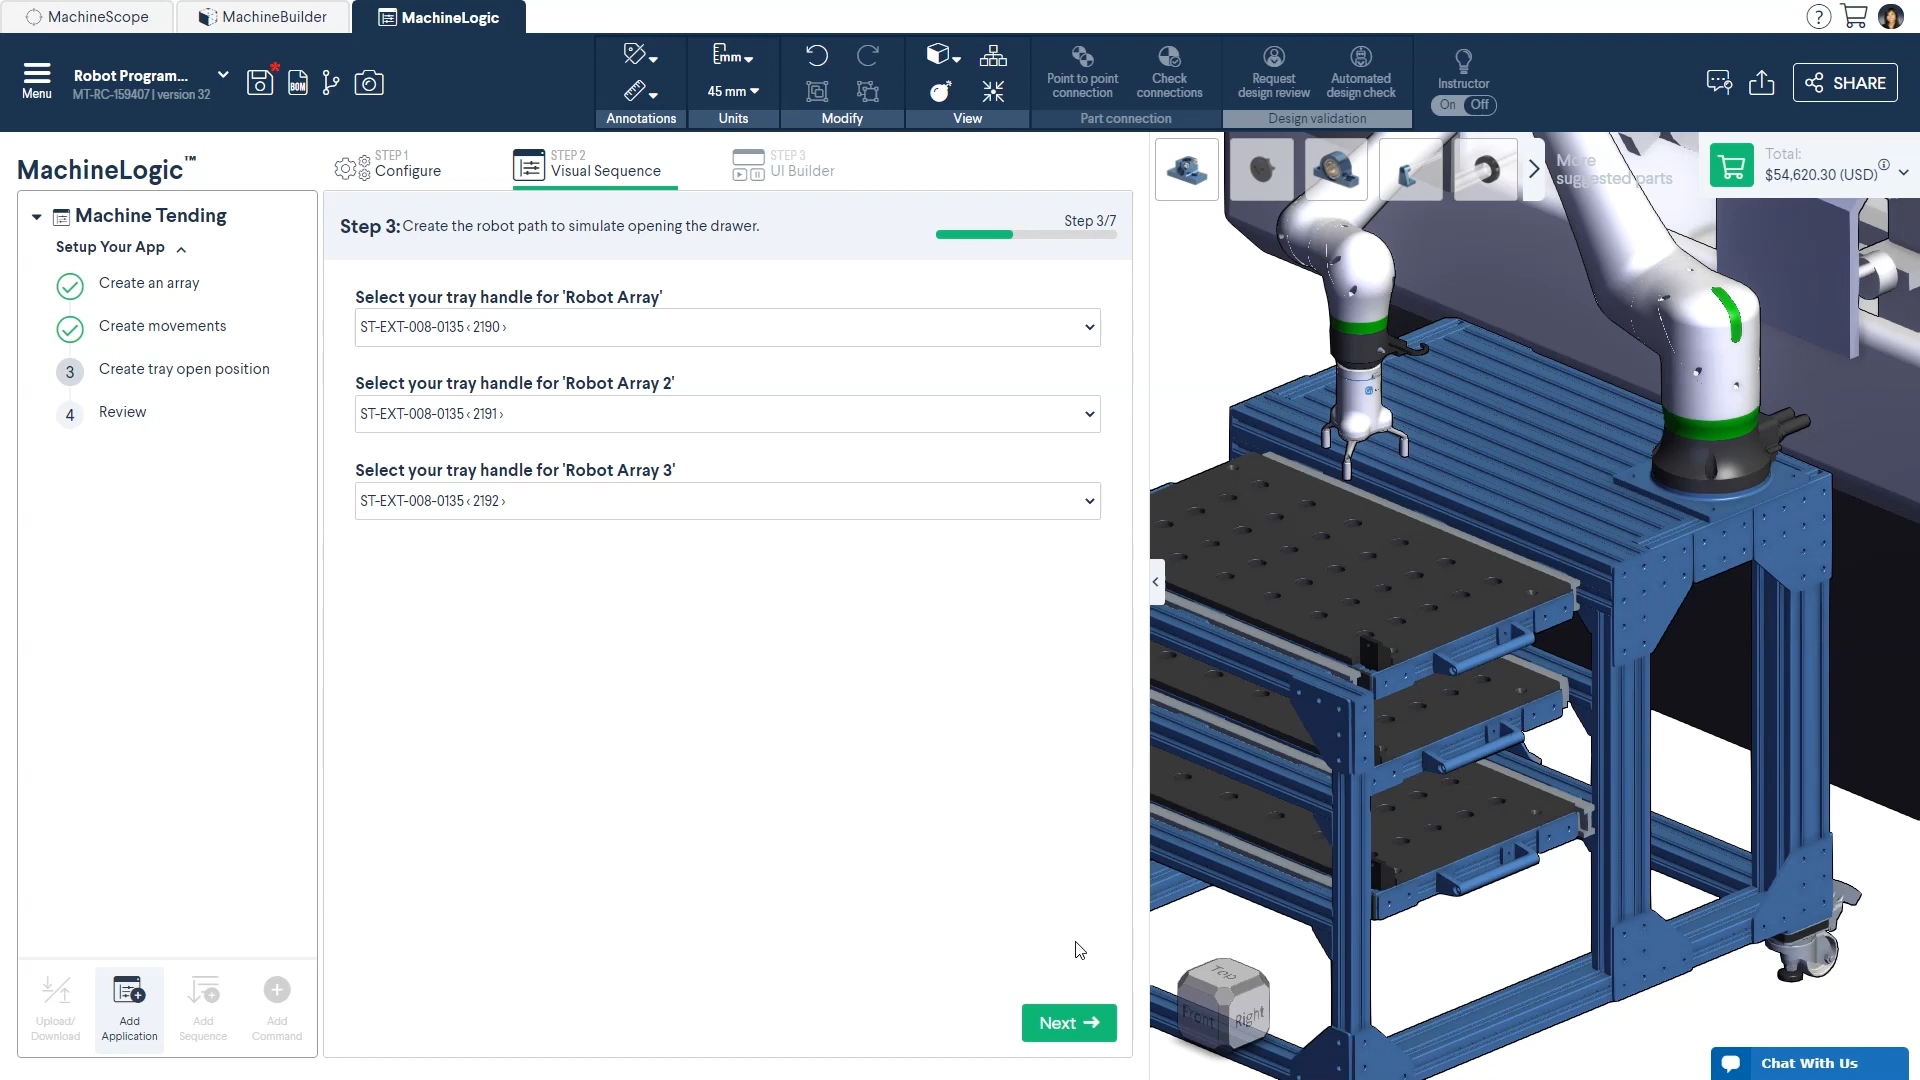 MachineScope
MachineBuilder
MachineLogic
Menu
Robot Program...
MT-RC-159407 | version 32
BOM
mm
45 mm
Annotations
Units
Modify
View
Point to point
connection
Check
connections
Part connection
Request
design review
Automated
design check
Design validation
Instructor
On Off
SHARE
MachineLogic™
STEP 1
Configure
STEP 2
Visual Sequence
STEP 3
UI Builder
More
suggested parts
Total:
$54,620.30 (USD)
Machine Tending
Setup Your App
Create an array
Create movements
3 Create tray open position
4 Review
Step 3: Create the robot path to simulate opening the drawer.
Step 3/7
Select your tray handle for 'Robot Array'
ST-EXT-008-0135 ‹ 2190 ›
Select your tray handle for 'Robot Array 2'
ST-EXT-008-0135 ‹ 2191 ›
Select your tray handle for 'Robot Array 3'
ST-EXT-008-0135 ‹ 2192 ›
Next
Upload/
Download
Add
Application
Add
Sequence
Add
Command
Top
Front
Right
Chat With Us